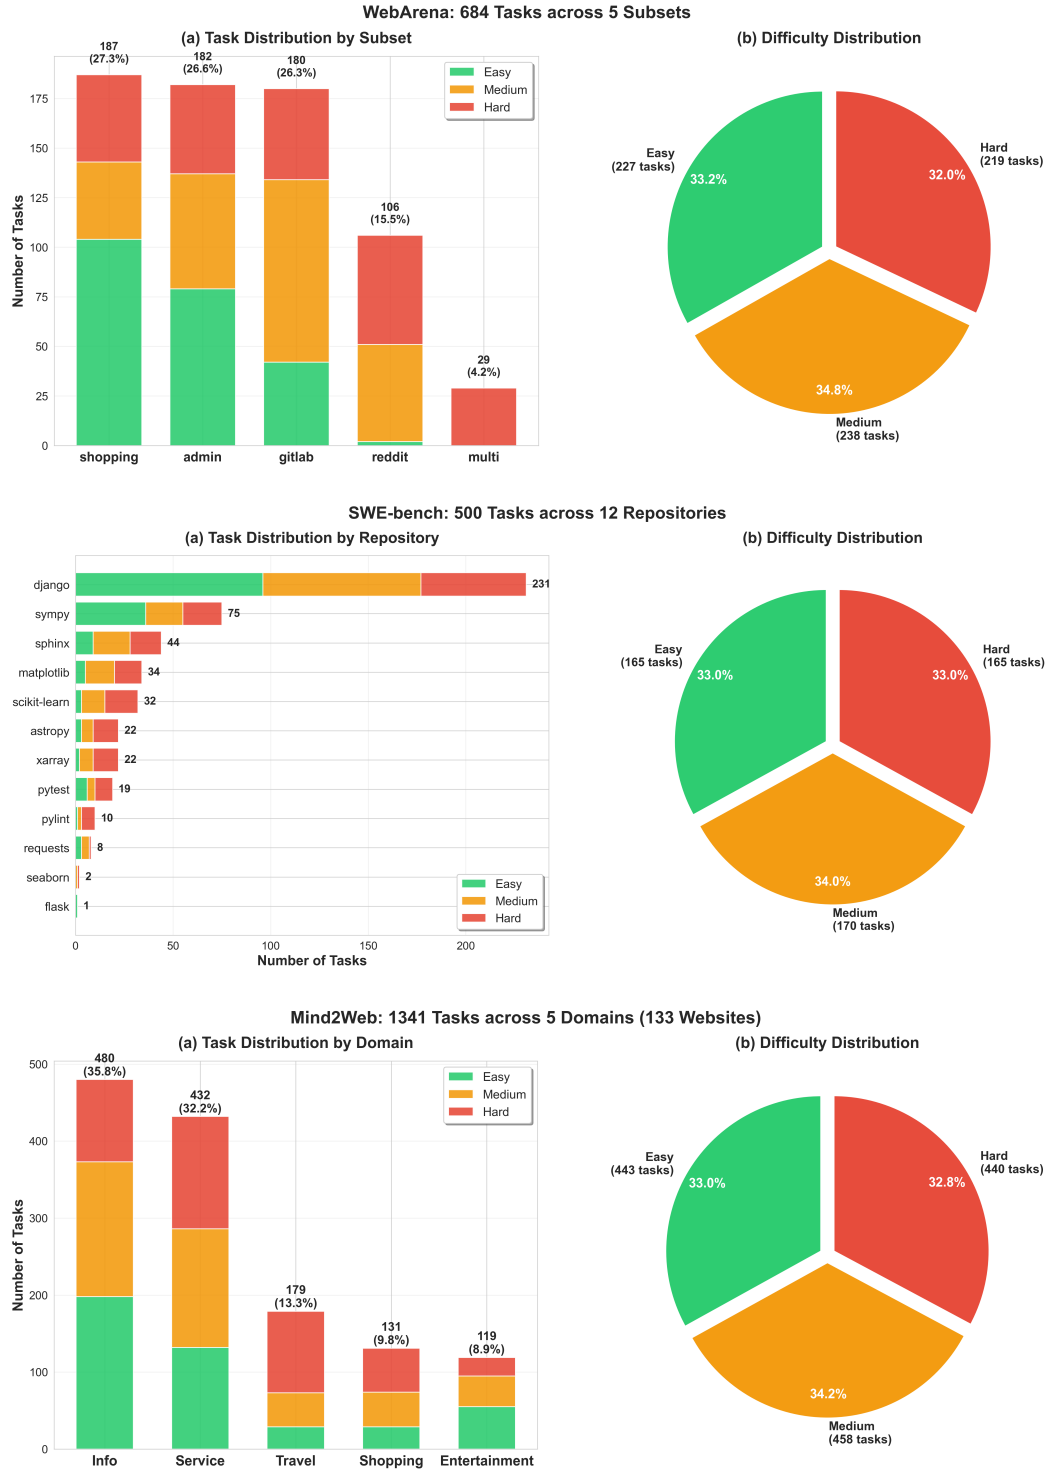 WebArena: 684 Tasks across 5 Subsets
(a) Task Distribution by Subset
Number of Tasks
175
150
125
100
75
50
25
0
187
(27.3%)
182
(26.6%)
180
(26.3%)
106
(15.5%)
29
(4.2%)
Easy
Medium
Hard
shopping
admin
gitlab
reddit
multi
(b) Difficulty Distribution
Easy
(227 tasks)
33.2%
Hard
(219 tasks)
32.0%
34.8%
Medium
(238 tasks)
SWE-bench: 500 Tasks across 12 Repositories
(a) Task Distribution by Repository
django
231
sympy
75
sphinx
44
matplotlib
34
scikit-learn
32
astropy
22
xarray
22
pytest
19
pylint
10
requests
8
seaborn
2
flask
1
Easy
Medium
Hard
0
50
100
150
200
Number of Tasks
(b) Difficulty Distribution
Easy
(165 tasks)
33.0%
Hard
(165 tasks)
33.0%
34.0%
Medium
(170 tasks)
Mind2Web: 1341 Tasks across 5 Domains (133 Websites)
(a) Task Distribution by Domain
Number of Tasks
500
400
300
200
100
0
480
(35.8%)
432
(32.2%)
179
(13.3%)
131
(9.8%)
119
(8.9%)
Easy
Medium
Hard
Info
Service
Travel
Shopping
Entertainment
(b) Difficulty Distribution
Easy
(443 tasks)
33.0%
Hard
(440 tasks)
32.8%
34.2%
Medium
(458 tasks)